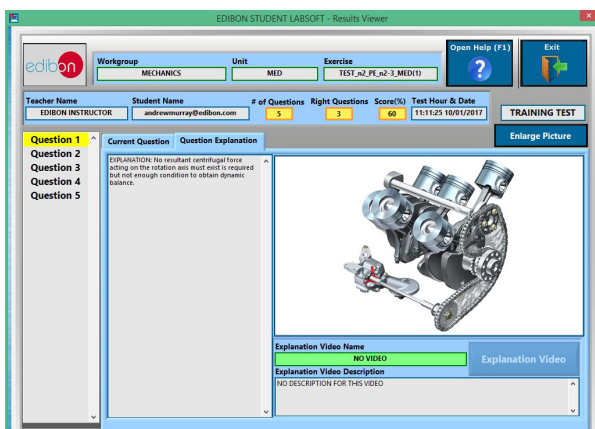 EDIBON STUDENT LABSOFT - Results Viewer
edibon
Workgroup Unit Exercise
MECHANICS MED TEST_n2_PE_n2-3_MED(1)
Open Help (F1) Exit
Teacher Name Student Name # of Questions Right Questions Score(%) Test Hour & Date
EDIBON INSTRUCTOR andrewmurray@edibon.com 5 3 60 11:11:25 10/01/2017 TRAINING TEST
Enlarge Picture
Question 1
Question 2
Question 3
Question 4
Question 5
Current Question Question Explanation
EXPLANATION: No resultant centrifugal force
acting on the rotation axis must exist is required
but not enough condition to obtain dynamic
balance.
Explanation Video Name
NO VIDEO
Explanation Video
Explanation Video Description
NO DESCRIPTION FOR THIS VIDEO